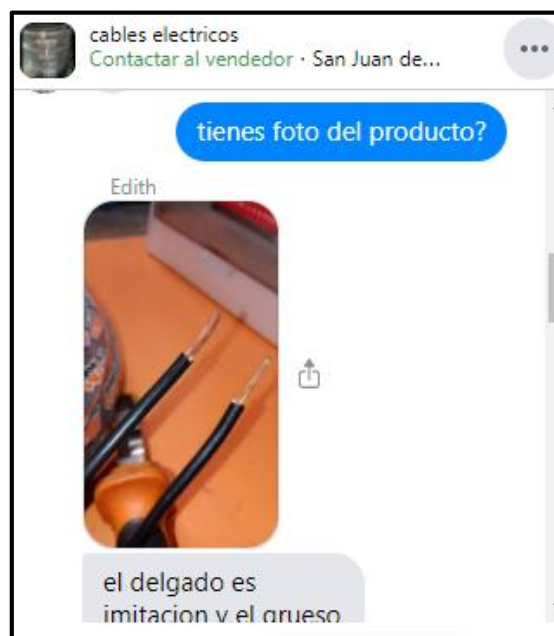 cables electricos
Contactar al vendedor · San Juan de...
tienes foto del producto?
Edith
el delgado es
imitacion y el grueso